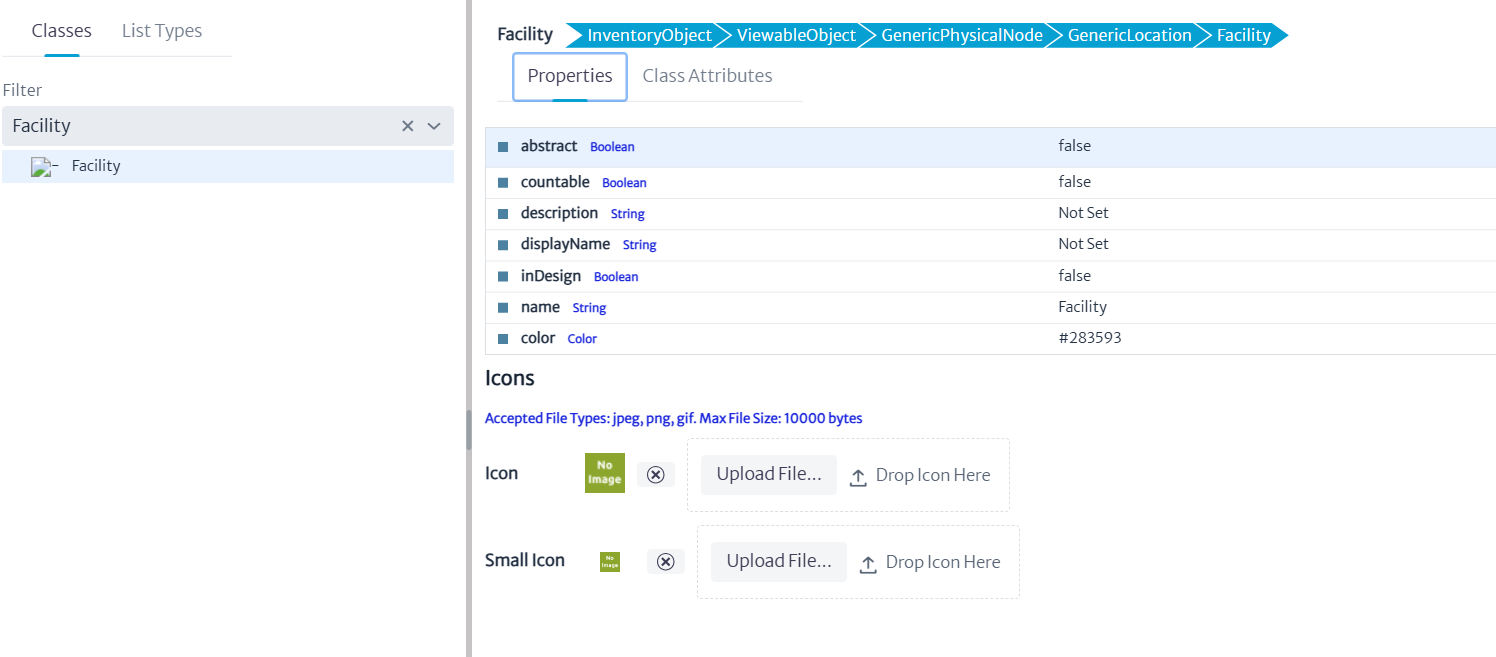 Classes List Types
Filter
Facility
Facility
Facility InventoryObject ViewableObject GenericPhysicalNode GenericLocation Facility
Properties Class Attributes
abstract Boolean false
countable Boolean false
description String Not Set
displayName String Not Set
inDesign Boolean false
name String Facility
color Color #283593
Icons
Accepted File Types: jpeg, png, gif. Max File Size: 10000 bytes
Icon No Image Upload File... Drop Icon Here
Small Icon No Image Upload File... Drop Icon Here